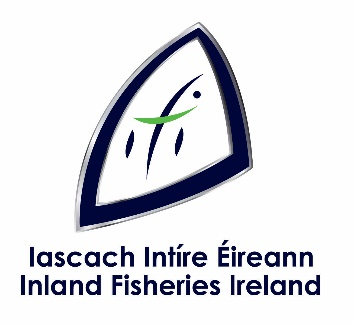 Iascach Intíre Éireann
Inland Fisheries Ireland